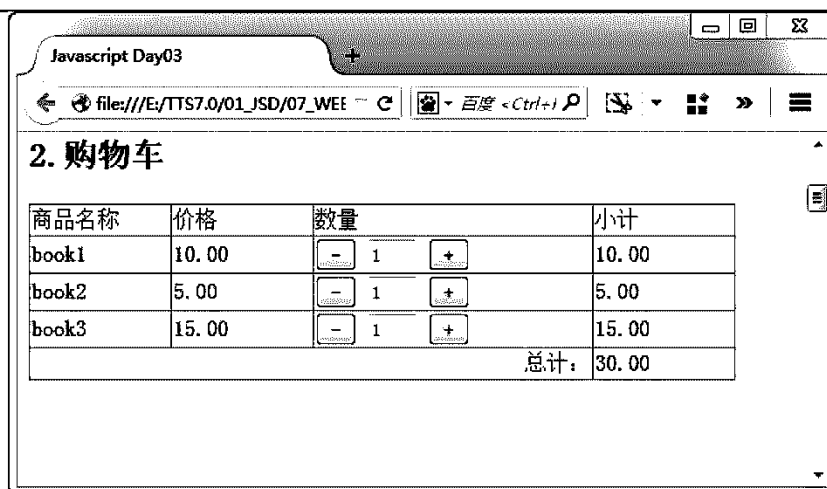 Javascript Day03
+
file:///E:/TTS7.0/01_JSD/07_WEE 百度 <Ctrl+I
2. 购物车
商品名称 价格 数量 小计
book1 10.00 - 1 + 10.00
book2 5.00 - 1 + 5.00
book3 15.00 - 1 + 15.00
总计: 30.00